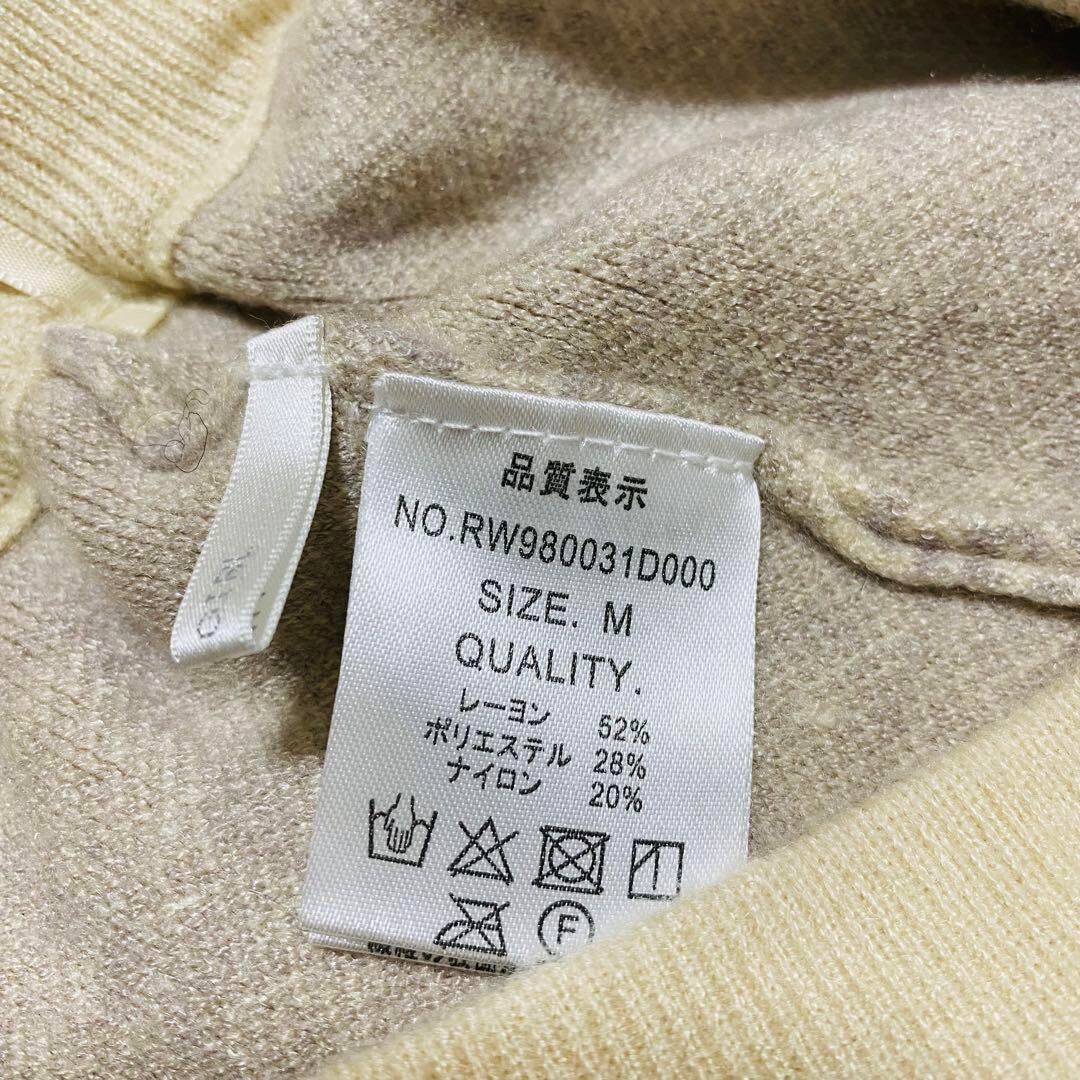 品質表示
NO.RW980031D000
SIZE. M
QUALITY.
レーヨン 52%
ポリエステル 28%
ナイロン 20%
F